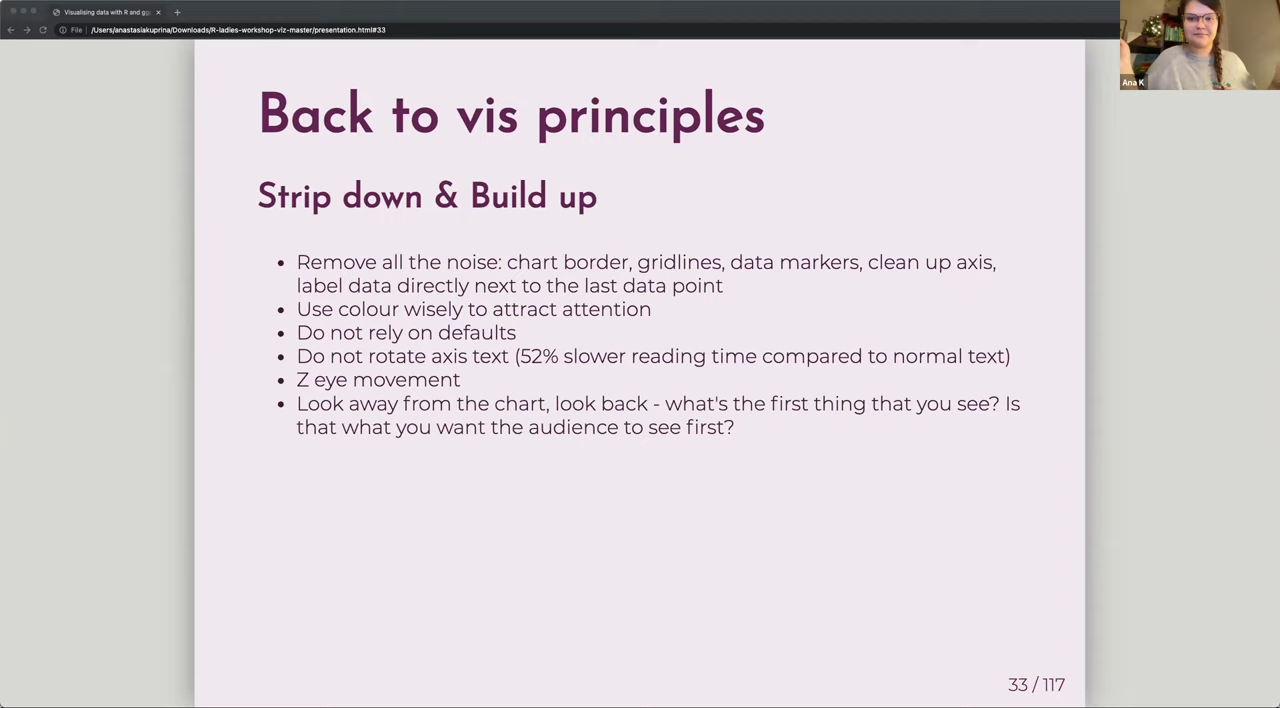 Visualising data with R and gg
File
/Users/anastasiakuprina/Downloads/R-ladies-workshop-viz-master/presentation.html#33
Ana K
Back to vis principles
Strip down & Build up
Remove all the noise: chart border, gridlines, data markers, clean up axis,
label data directly next to the last data point
Use colour wisely to attract attention
Do not rely on defaults
Do not rotate axis text (52% slower reading time compared to normal text)
Z eye movement
Look away from the chart, look back - what's the first thing that you see? Is
that what you want the audience to see first?
33 / 117